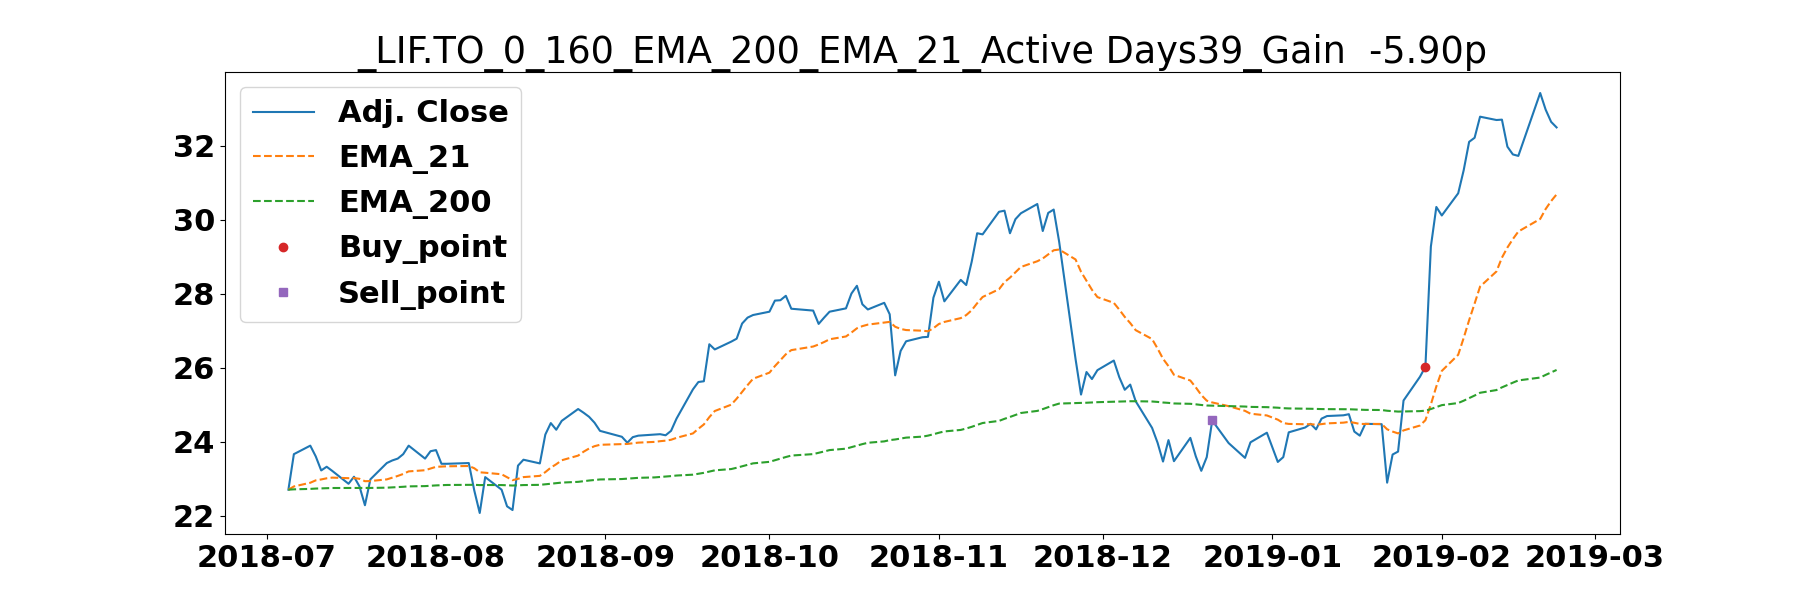 _LIF.TO_0_160_EMA_200_EMA_21_Active Days39_Gain  -5.90p
Adj. Close
EMA_21
EMA_200
Buy_point
Sell_point
32
30
28
26
24
22
2018-07 2018-08 2018-09 2018-10 2018-11 2018-12 2019-01 2019-02 2019-03